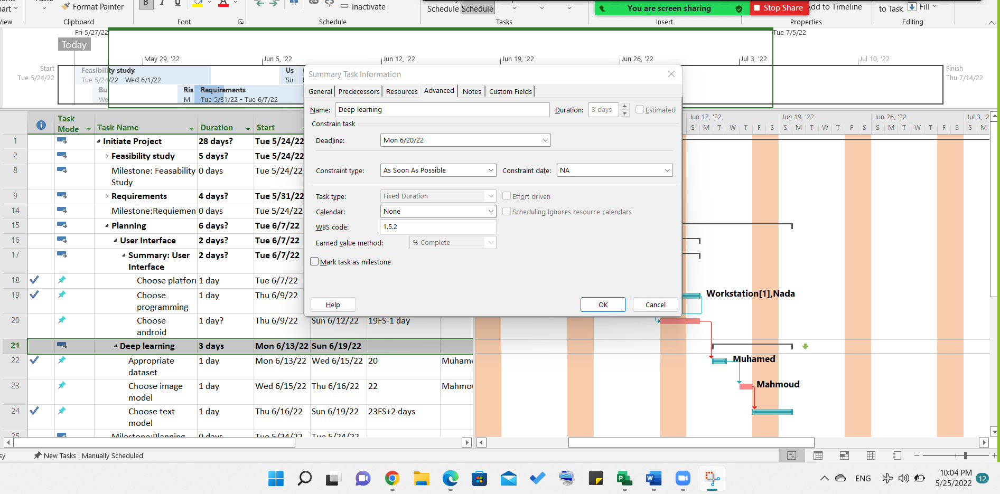 Format Painter
Inactivate
Schedule Schedule
You are screen sharing
Stop Share
Add to Timeline
to Task
Fill
View
Clipboard
Font
Schedule
Tasks
Insert
Properties
Editing
Fri 5/27/22
Tue 7/5/22
Today
May 29, '22
Jun 5, '22
Jun 12, '22
Jun 19, '22
Jun 26, '22
Jul 3, '22
Jul 10, '22
Start
Tue 5/24/22
Feasibility study
Tue 5/24/22 - Wed 6/1/22
Us
Su
Bu
We
Ris
M
Requirements
Tue 5/31/22 - Tue 6/7/22
Finish
Thu 7/14/22
Summary Task Information
General
Predecessors
Resources
Advanced
Notes
Custom Fields
Name:
Deep learning
Duration:
3 days
Estimated
Constrain task
Deadline:
Mon 6/20/22
Constraint type:
As Soon As Possible
Constraint date:
NA
Task type:
Fixed Duration
Effort driven
Calendar:
None
Scheduling ignores resource calendars
WBS code:
1.5.2
Earned value method:
% Complete
Mark task as milestone
Help
OK
Cancel
Task Mode
Task Name
Duration
Start
Jun 12, '22
Jun 19, '22
Jun 26, '22
Jul 3, '2
S M T W T F S S M T W T F S S M T W T F S S M
1 Initiate Project 28 days? Tue 5/24/22
2 Feasibility study 5 days? Tue 5/24/22
8 Milestone: Feasability Study 0 days Tue 5/24/22
9 Requirements 4 days? Tue 5/31/22
14 Milestone:Requiemen 0 days Tue 5/24/22
15 Planning 6 days? Tue 6/7/22
16 User Interface 2 days? Tue 6/7/22
17 Summary: User Interface 2 days? Tue 6/7/22
18 Choose platfor 1 day Tue 6/7/22
19 Choose programming 1 day Thu 6/9/22
Workstation[1],Nada
20 Choose android 1 day? Thu 6/9/22 Sun 6/12/22 19FS-1 day
21 Deep learning 3 days Mon 6/13/22 Sun 6/19/22
22 Appropriate dataset 1 day Mon 6/13/22 Wed 6/15/22 20 Muhame
Muhamed
23 Choose image model 1 day Wed 6/15/22 Thu 6/16/22 22 Mahmou
Mahmoud
24 Choose text model 1 day Thu 6/16/22 Sun 6/19/22 23FS+2 days
25 Milestone:Planning 0 days Tue 5/24/22 Tue 5/24/22
New Tasks : Manually Scheduled
ENG
10:04 PM
5/25/2022
12